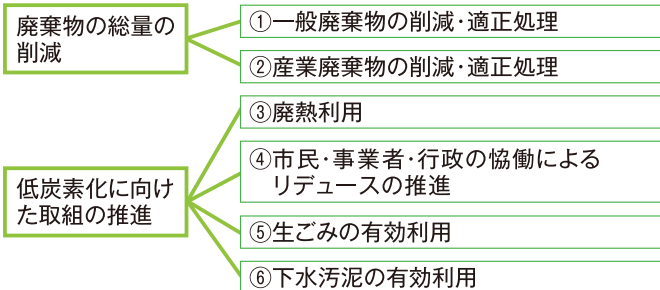 廃棄物の総量の
削減
①一般廃棄物の削減･適正処理
②産業廃棄物の削減･適正処理
低炭素化に向け
た取組の推進
③廃熱利用
④市民･事業者･行政の恊働による
リデュースの推進
⑤生ごみの有効利用
⑥下水汚泥の有効利用